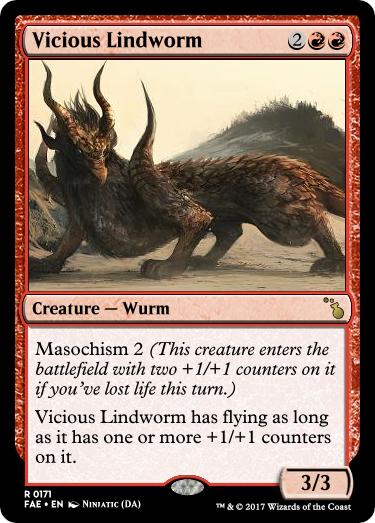 Vicious Lindworm 2
Creature — Wurm
Masochism 2 (This creature enters the
battlefield with two +1/+1 counters on it
if you've lost life this turn.)
Vicious Lindworm has flying as long
as it has one or more +1/+1 counters
on it.
3/3
R 0171
FAE • EN Ninjatic (DA)
™ & © 2017 Wizards of the Coast